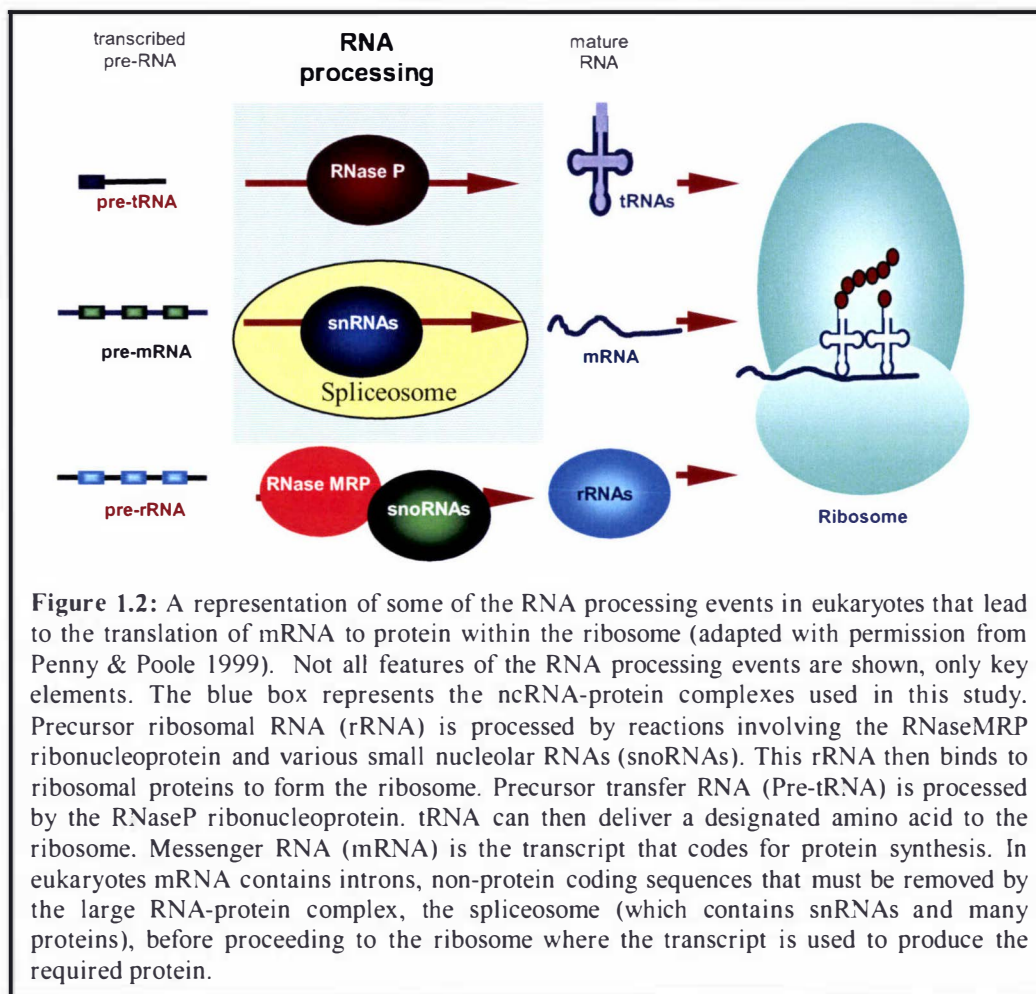 transcribed
pre-RNA
RNA
processing
mature
RNA
RNase P
pre-tRNA
tRNAs
snRNAs
pre-mRNA
mRNA
Spliceosome
RNase MRP
snoRNAs
pre-rRNA
rRNAs
Ribosome
Figure 1.2: A representation of some of the RNA processing events in eukaryotes that lead
to the translation of mRNA to protein within the ribosome (adapted with permission from
Penny & Poole 1999). Not all features of the RNA processing events are shown, only key
elements. The blue box represents the ncRNA-protein complexes used in this study.
Precursor ribosomal RNA (rRNA) is processed by reactions involving the RNaseMRP
ribonucleoprotein and various small nucleolar RNAs (snoRNAs). This rRNA then binds to
ribosomal proteins to form the ribosome. Precursor transfer RNA (Pre-tRNA) is processed
by the RNaseP ribonucleoprotein. tRNA can then deliver a designated amino acid to the
ribosome. Messenger RNA (mRNA) is the transcript that codes for protein synthesis. In
eukaryotes mRNA contains introns, non-protein coding sequences that must be removed by
the large RNA-protein complex, the spliceosome (which contains snRNAs and many
proteins), before proceeding to the ribosome where the transcript is used to produce the
required protein.